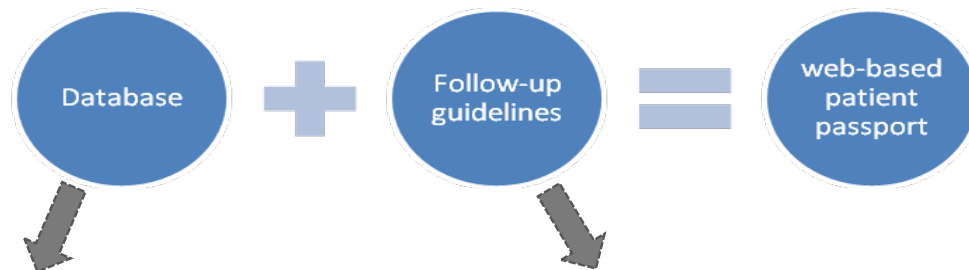 Database
Follow-up
guidelines
web-based
patient
passport